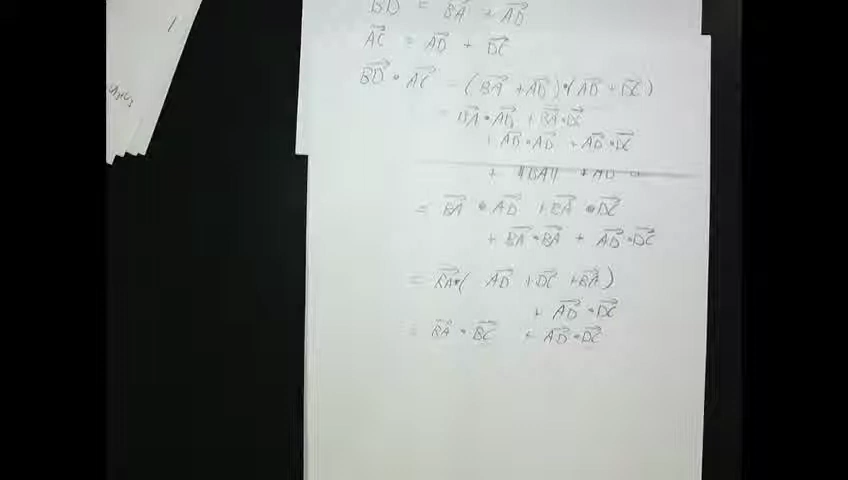 BD = BA + AD
AC = AD + DC
BD • AC = (BA + AD) • (AD + DC)
= BA • AD + BA • DC
+ AD • AD + AD • DC
+ ||BA|| + AD
= BA • AD + BA • DC
+ BA • BA + AD • DC
= BA • ( AD + DC + BA )
+ AD • DC
= BA • BC + AD • DC